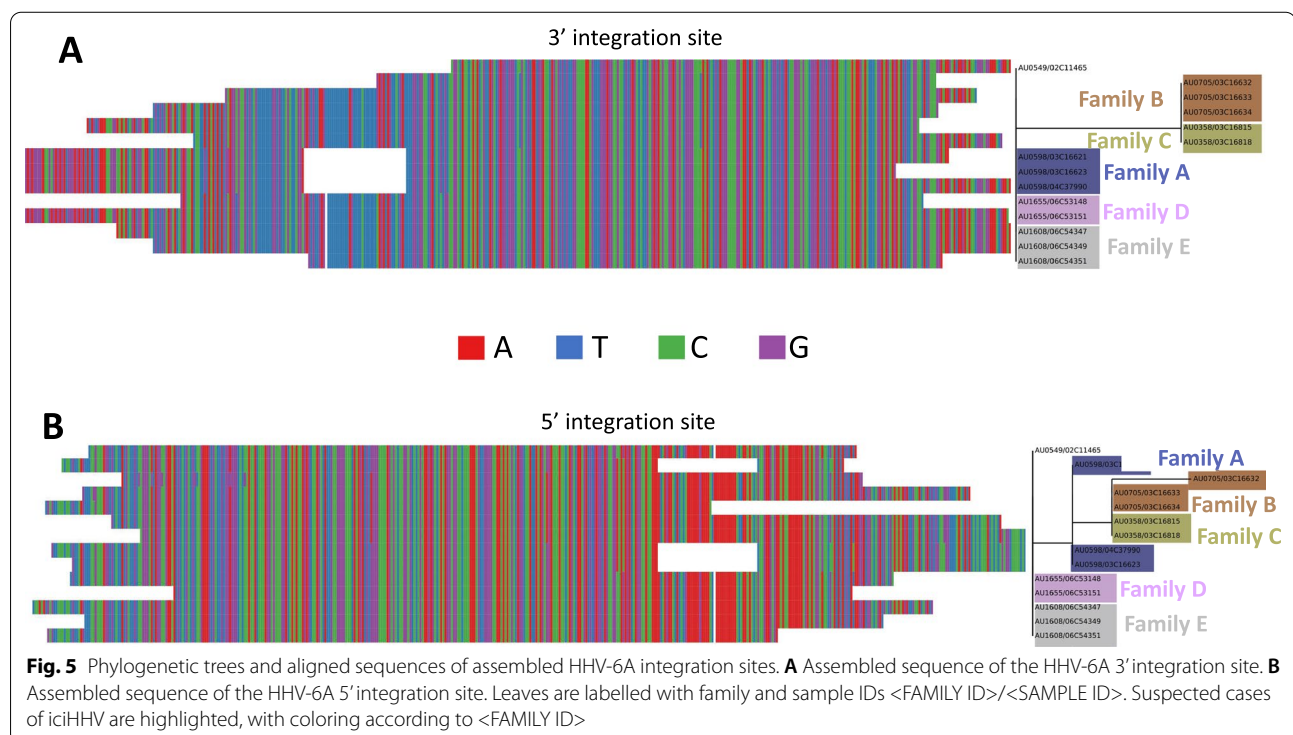 A
3’ integration site
AU0549/02C11465
AU0705/03C16632
Family B
AU0705/03C16633
AU0705/03C16634
AU0358/03C16815
Family C
AU0358/03C16818
AU0598/03C16621
AU0598/03C16623
Family A
AU0598/04C37990
AU1655/06C53148
Family D
AU1655/06C53151
AU1608/06C54347
AU1608/06C54349
Family E
AU1608/06C54351
A T C G
B
5’ integration site
AU0549/02C11465
Family A
AU0598/03C1
AU0705/03C16632
AU0705/03C16633
Family B
AU0705/03C16634
AU0358/03C16815
AU0358/03C16818
Family C
AU0598/04C37990
AU0598/03C16623
AU1655/06C53148
Family D
AU1655/06C53151
AU1608/06C54347
AU1608/06C54349
Family E
AU1608/06C54351
Fig. 5 Phylogenetic trees and aligned sequences of assembled HHV-6A integration sites. A Assembled sequence of the HHV-6A 3’ integration site. B
Assembled sequence of the HHV-6A 5’ integration site. Leaves are labelled with family and sample IDs <FAMILY ID>/<SAMPLE ID>. Suspected cases
of iciHHV are highlighted, with coloring according to <FAMILY ID>